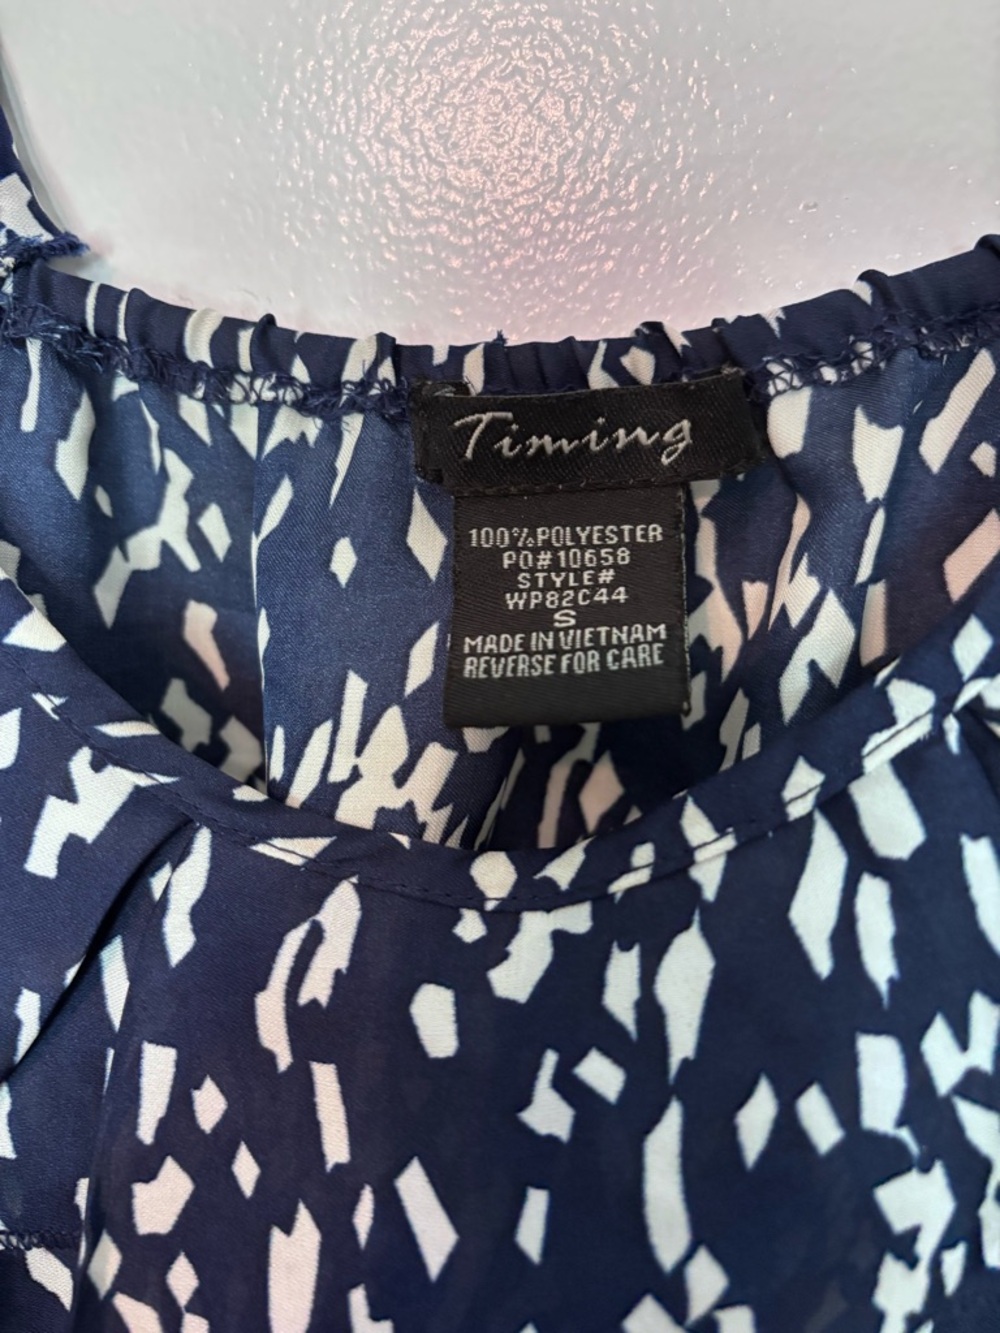 Timing
100%POLYESTER
PO#10658
STYLE#
WP82C44
S
MADE IN VIETNAM
REVERSE FOR CARE